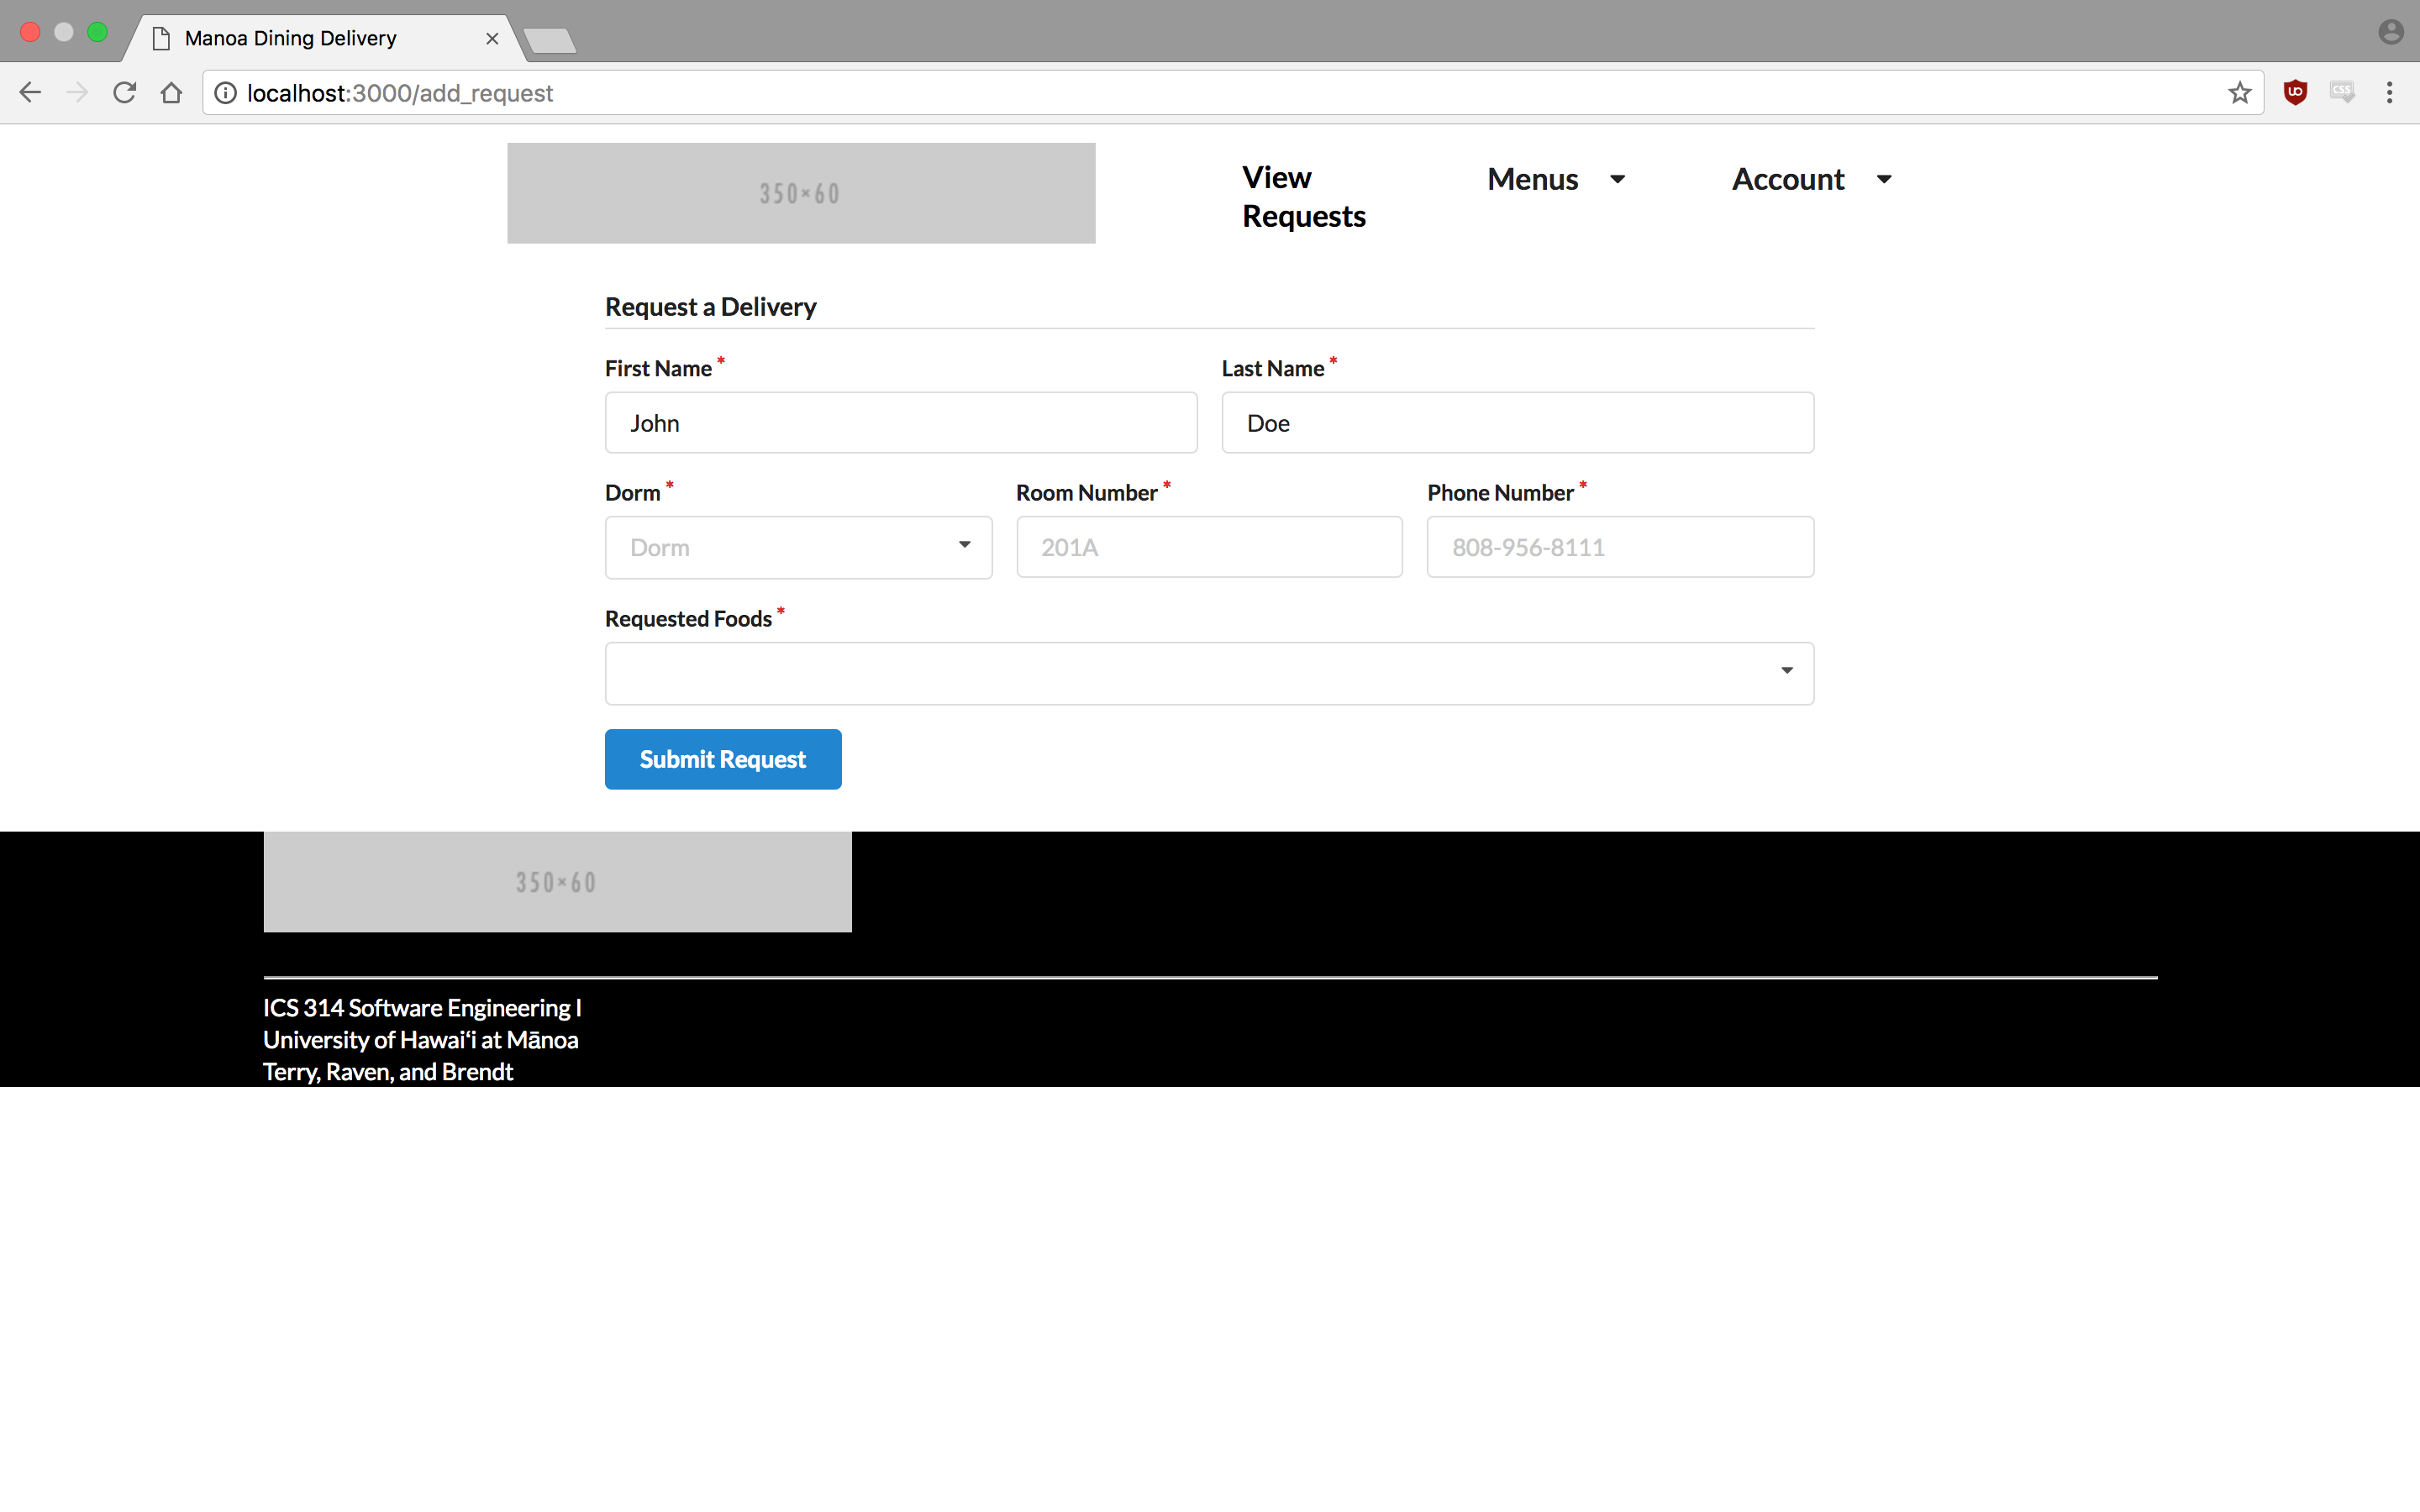 Manoa Dining Delivery
localhost:3000/add_request
350×60
View
Requests
Menus
Account
Request a Delivery
First Name *
Last Name *
John
Doe
Dorm *
Room Number *
Phone Number *
Dorm
201A
808-956-8111
Requested Foods *
Submit Request
350×60
ICS 314 Software Engineering I
University of Hawaiʻi at Mānoa
Terry, Raven, and Brendt
CSS